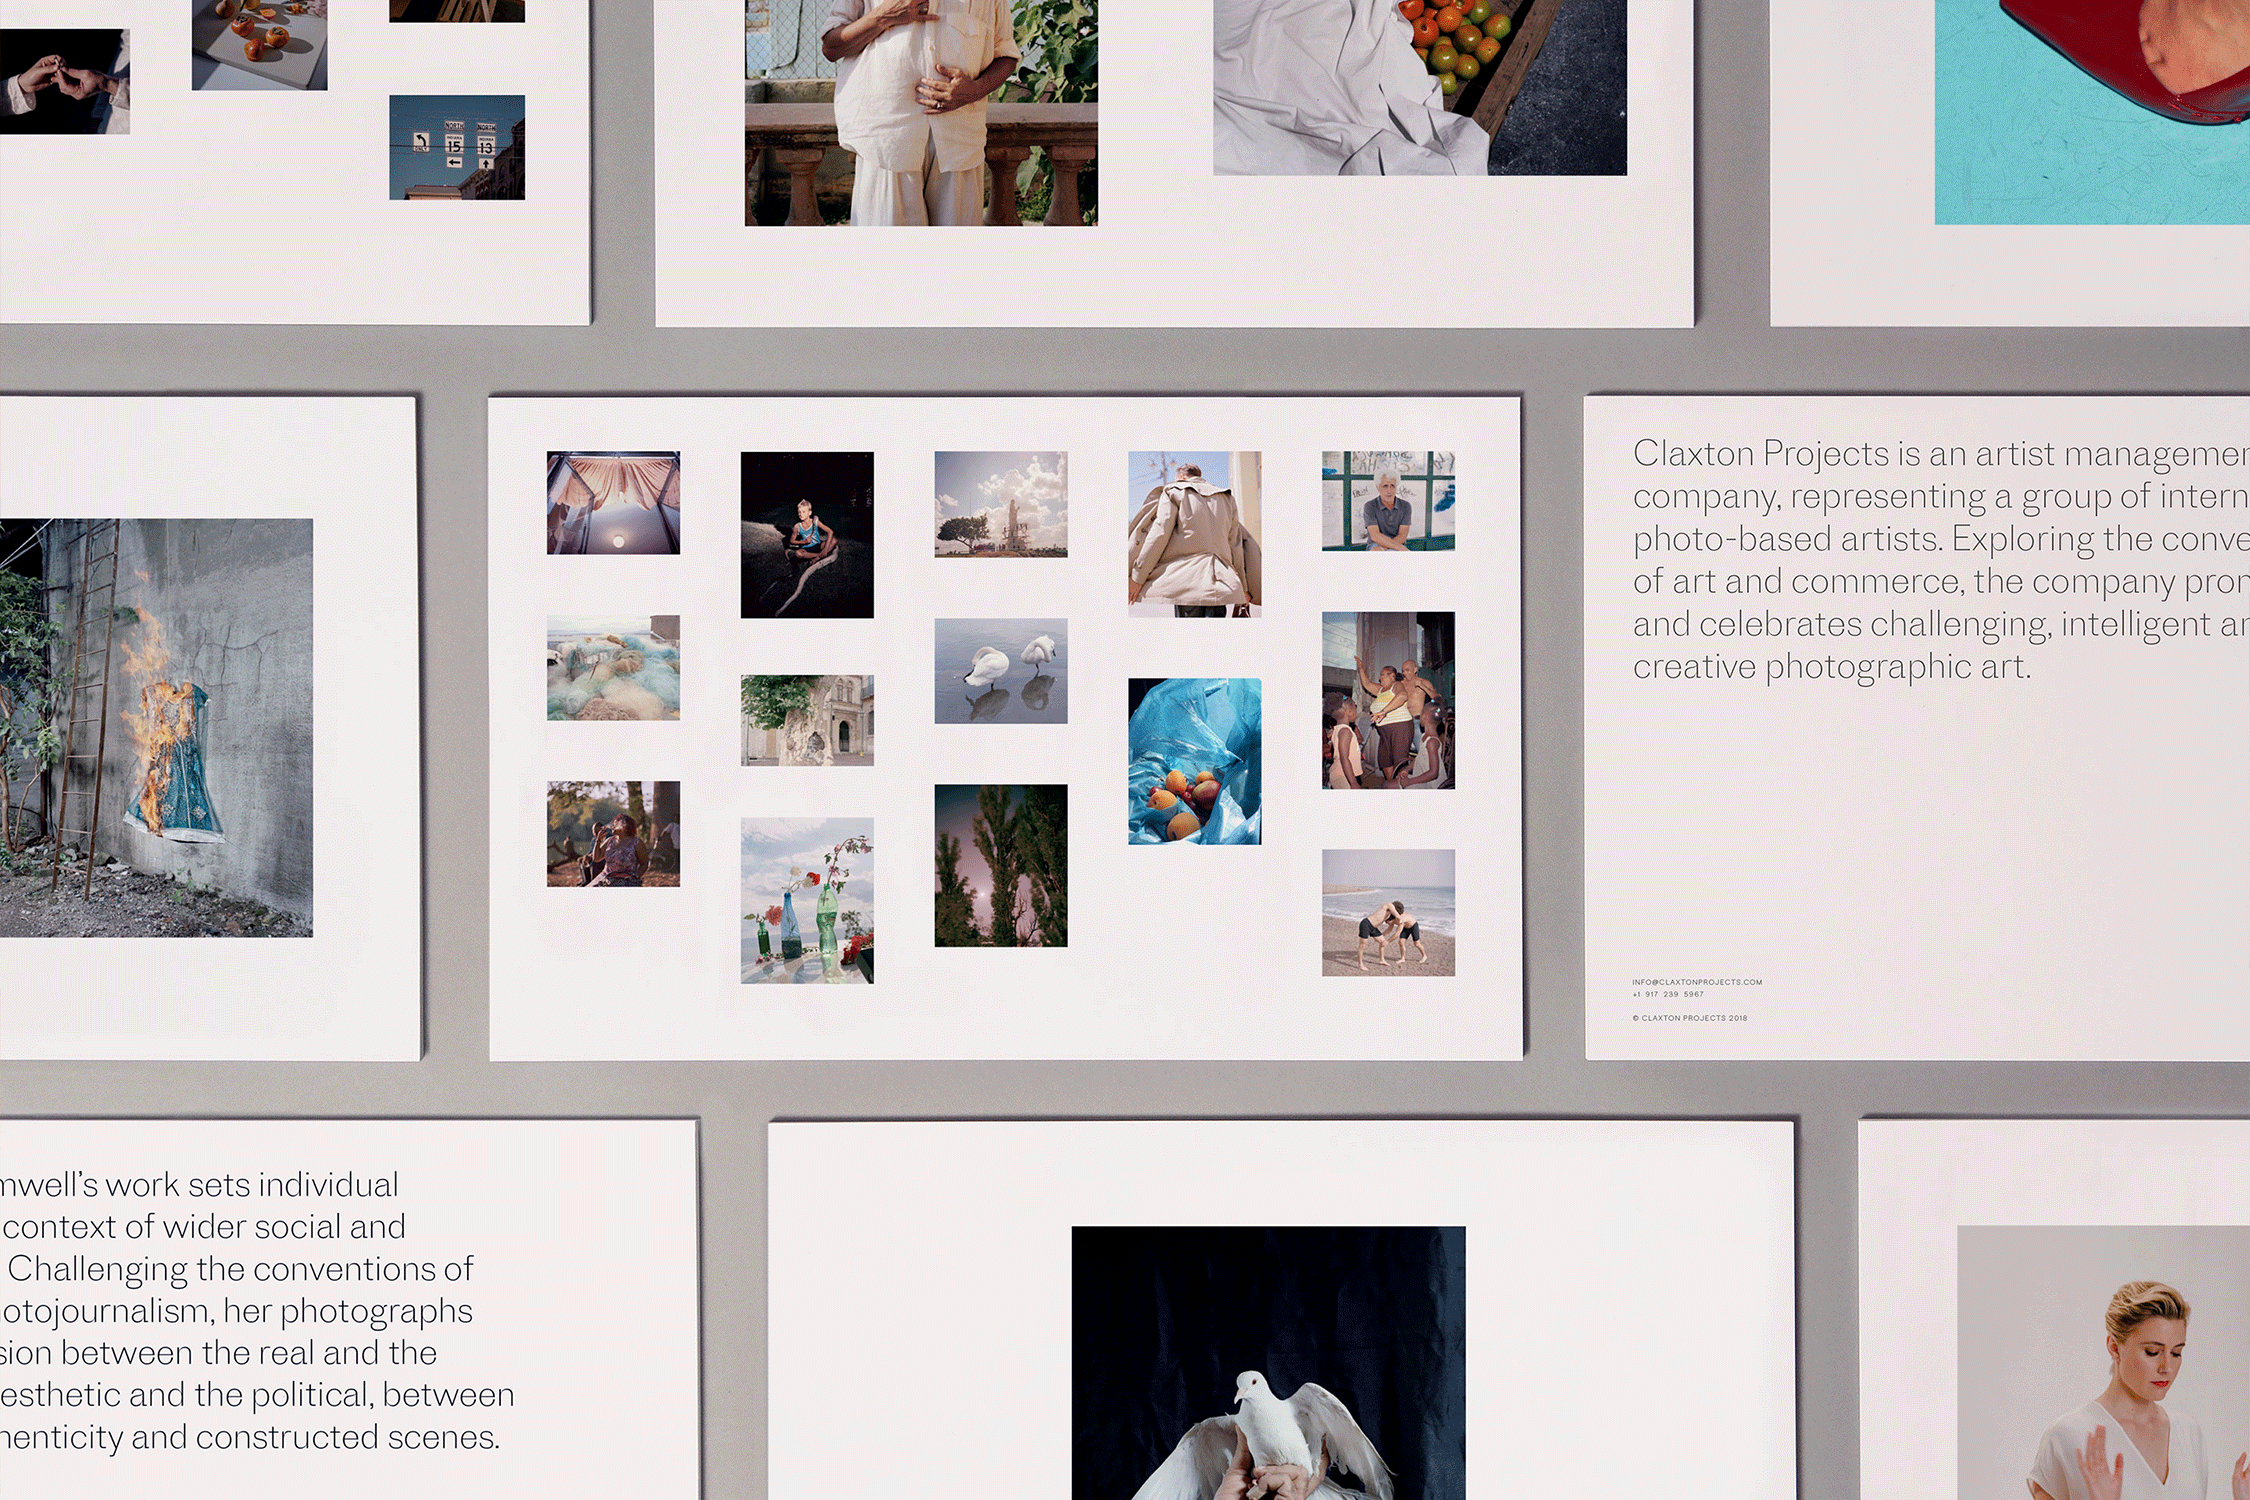 NORTH NORTH
ONLY INDIANA 15 INDIANA 13
Claxton Projects is an artist managemen
company, representing a group of intern
photo-based artists. Exploring the conve
of art and commerce, the company pron
and celebrates challenging, intelligent an
creative photographic art.
INFO@CLAXTONPROJECTS.COM
+1 917 239 5967
© CLAXTON PROJECTS 2018
mwell's work sets individual
context of wider social and
Challenging the conventions of
otojournalism, her photographs
sion between the real and the
esthetic and the political, between
henticity and constructed scenes.